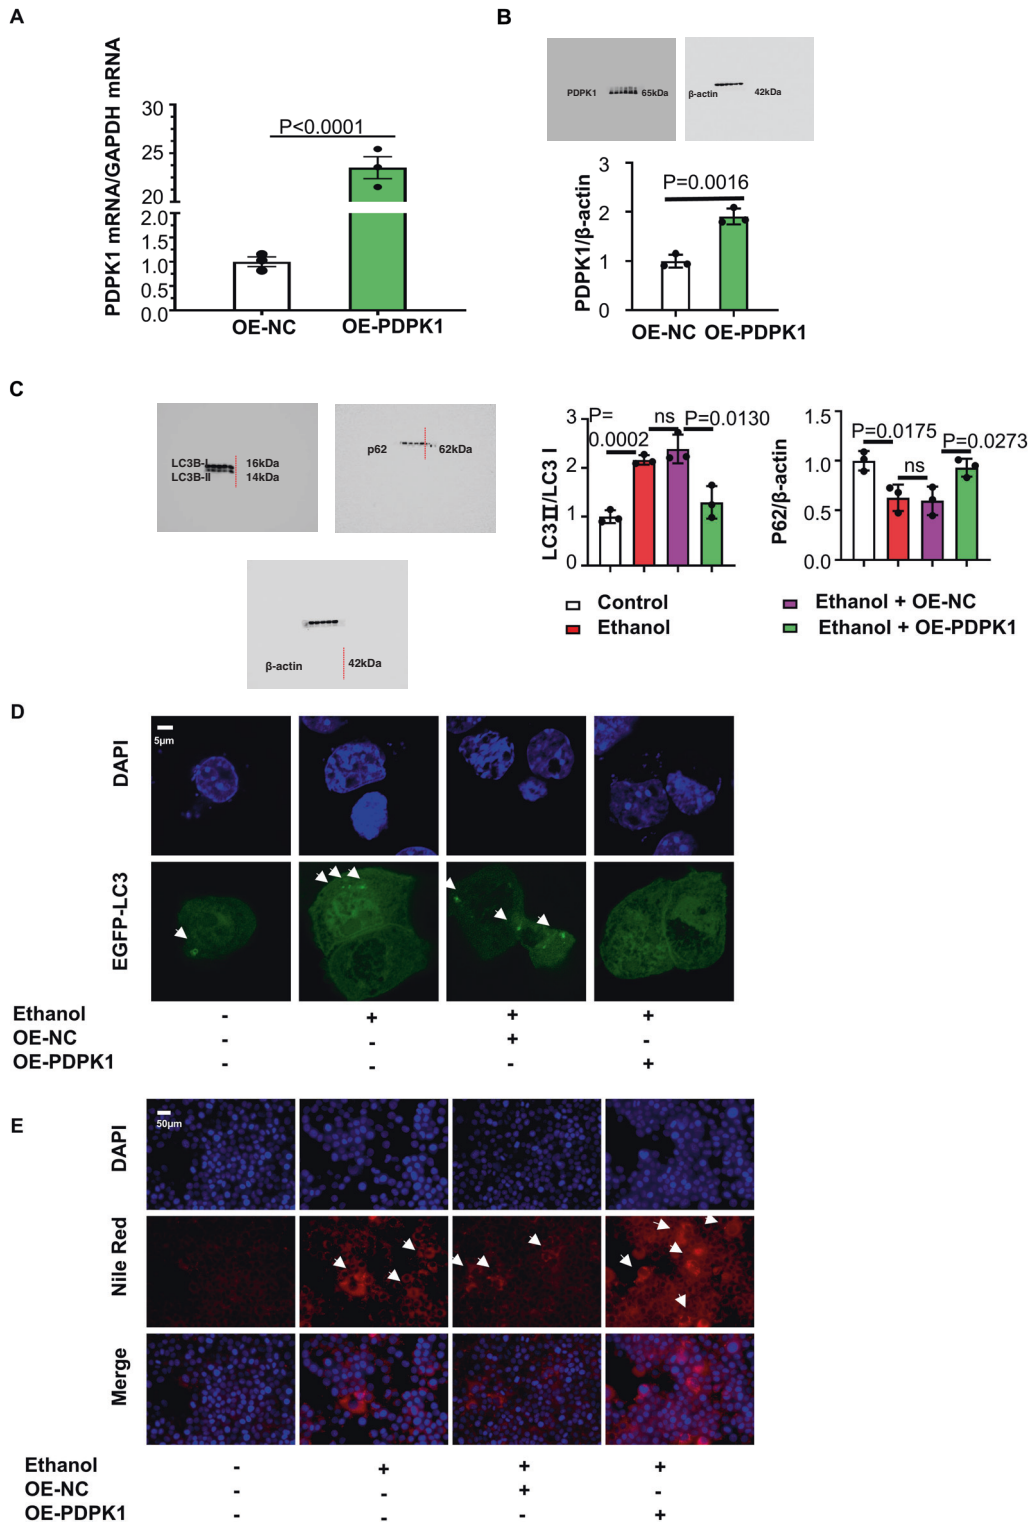 A
PDPK1 mRNA/GAPDH mRNA
30
25
20
2.0
1.5
1.0
0.5
0.0
P<0.0001
OE-NC
OE-PDPK1
B
PDPK1
65kDa
β-actin
42kDa
PDPK1/β-actin
3
2
1
0
P=0.0016
OE-NC OE-PDPK1
C
LC3B-I 16kDa
LC3B-II 14kDa
p62
62kDa
β-actin
42kDa
LC3II/LC3 I
3
2
1
0
P=
0.0002
ns
P=0.0130
P62/β-actin
1.5
1.0
0.5
0.0
P=0.0175
ns
P=0.0273
Control
Ethanol
Ethanol + OE-NC
Ethanol + OE-PDPK1
D
5μm
DAPI
EGFP-LC3
Ethanol - + + +
OE-NC - - + -
OE-PDPK1 - - - +
E
50μm
DAPI
Nile Red
Merge
Ethanol - + + +
OE-NC - - + -
OE-PDPK1 - - - +